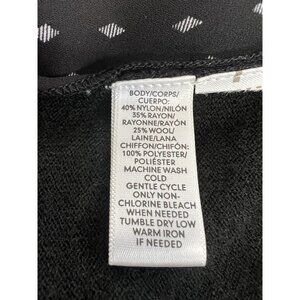 BODY/CORPS/
CUERPO:
40% NYLON/NILÓN
35% RAYON/
RAYONNE/RAYÓN
25% WOOL/
LAINE/LANA
CHIFFON/CHIFÓN:
100% POLYESTER/
POLIÉSTER
MACHINE WASH
COLD
GENTLE CYCLE
ONLY NON-
CHLORINE BLEACH
WHEN NEEDED
TUMBLE DRY LOW
WARM IRON
IF NEEDED